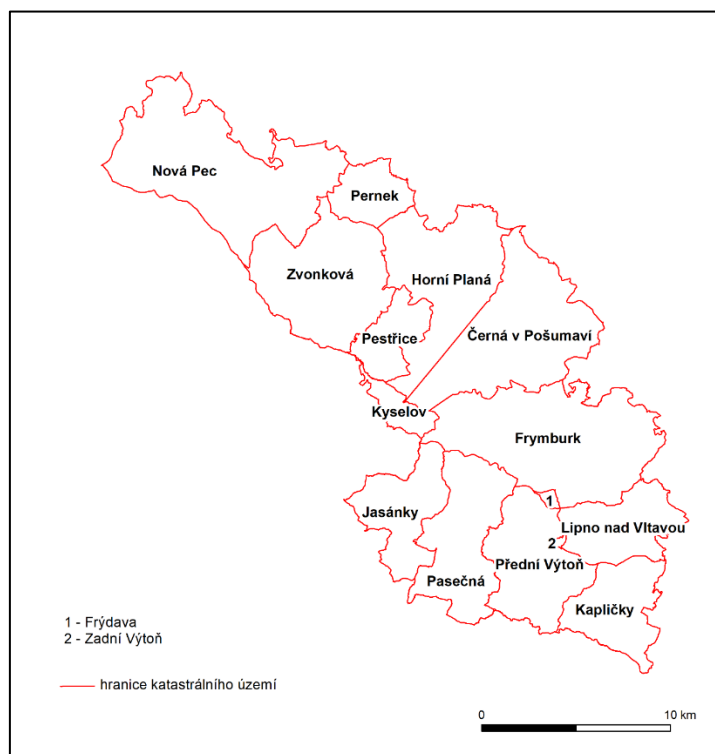 Nová Pec
Pernek
Zvonková
Horní Planá
Pestřice
Černá v Pošumaví
Kyselov
Frymburk
1
Jasánky
Lipno nad Vltavou
2
Přední Výtoň
Pasečná
Kapličky
1 - Frýdava
2 - Zadní Výtoň
hranice katastrálního území
0
10 km